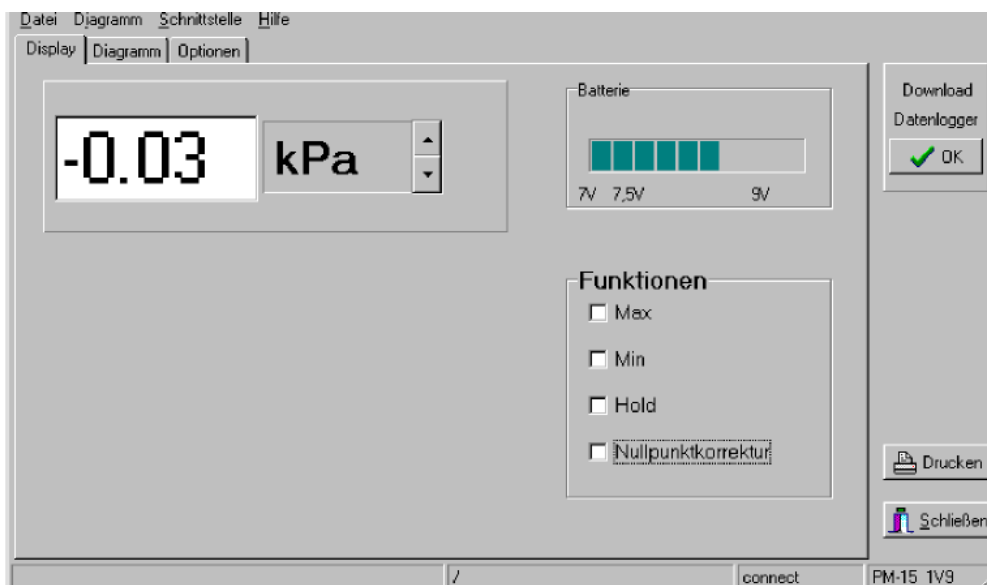 Datei Diagramm Schnittstelle Hilfe
Display Diagramm Optionen
-0.03 kPa
Batterie
7V 7,5V 9V
Download
Datenlogger
OK
Funktionen
Max
Min
Hold
Nullpunktkorrektur
Drucken
Schließen
/ connect PM-15 1V9